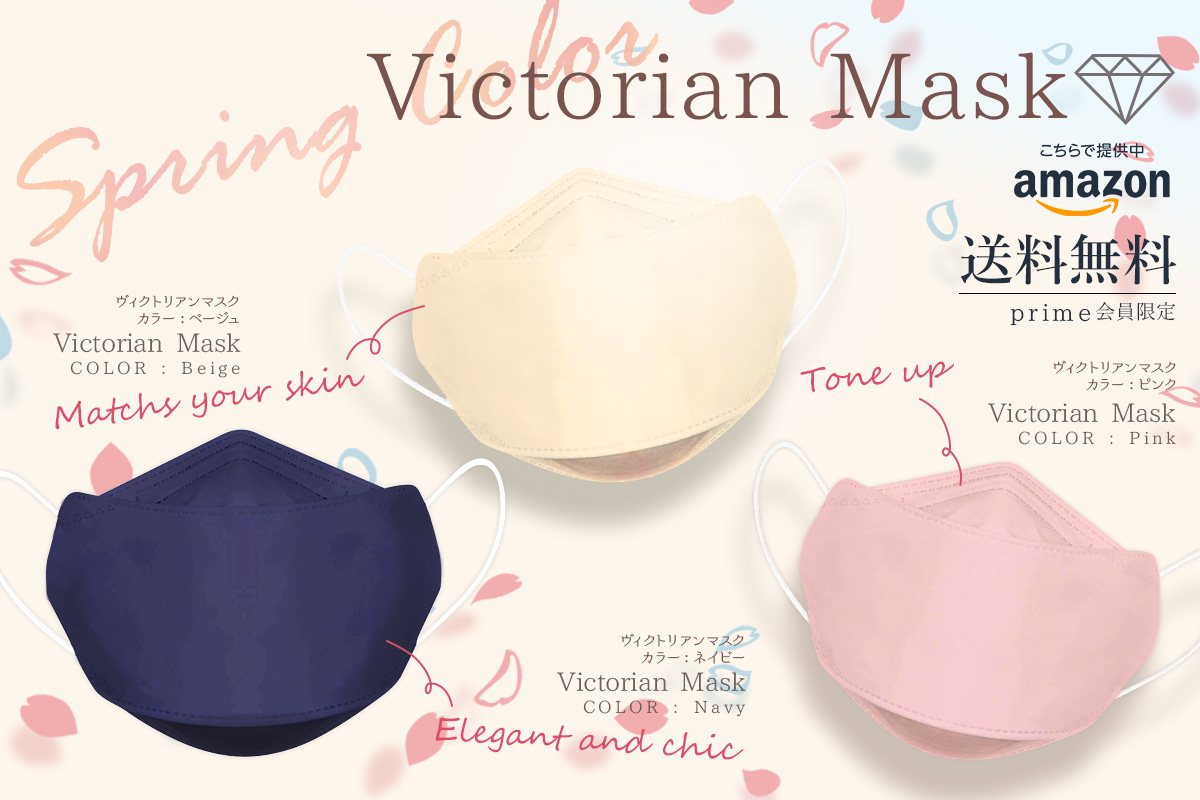 Spring Color
Victorian Mask
こちらで提供中
amazon
送料無料
prime会員限定
ヴィクトリアンマスク
カラー：ベージュ
Victorian Mask
COLOR : Beige
Matchs your skin
Tone up
ヴィクトリアンマスク
カラー：ピンク
Victorian Mask
COLOR : Pink
ヴィクトリアンマスク
カラー：ネイビー
Victorian Mask
COLOR : Navy
Elegant and chic